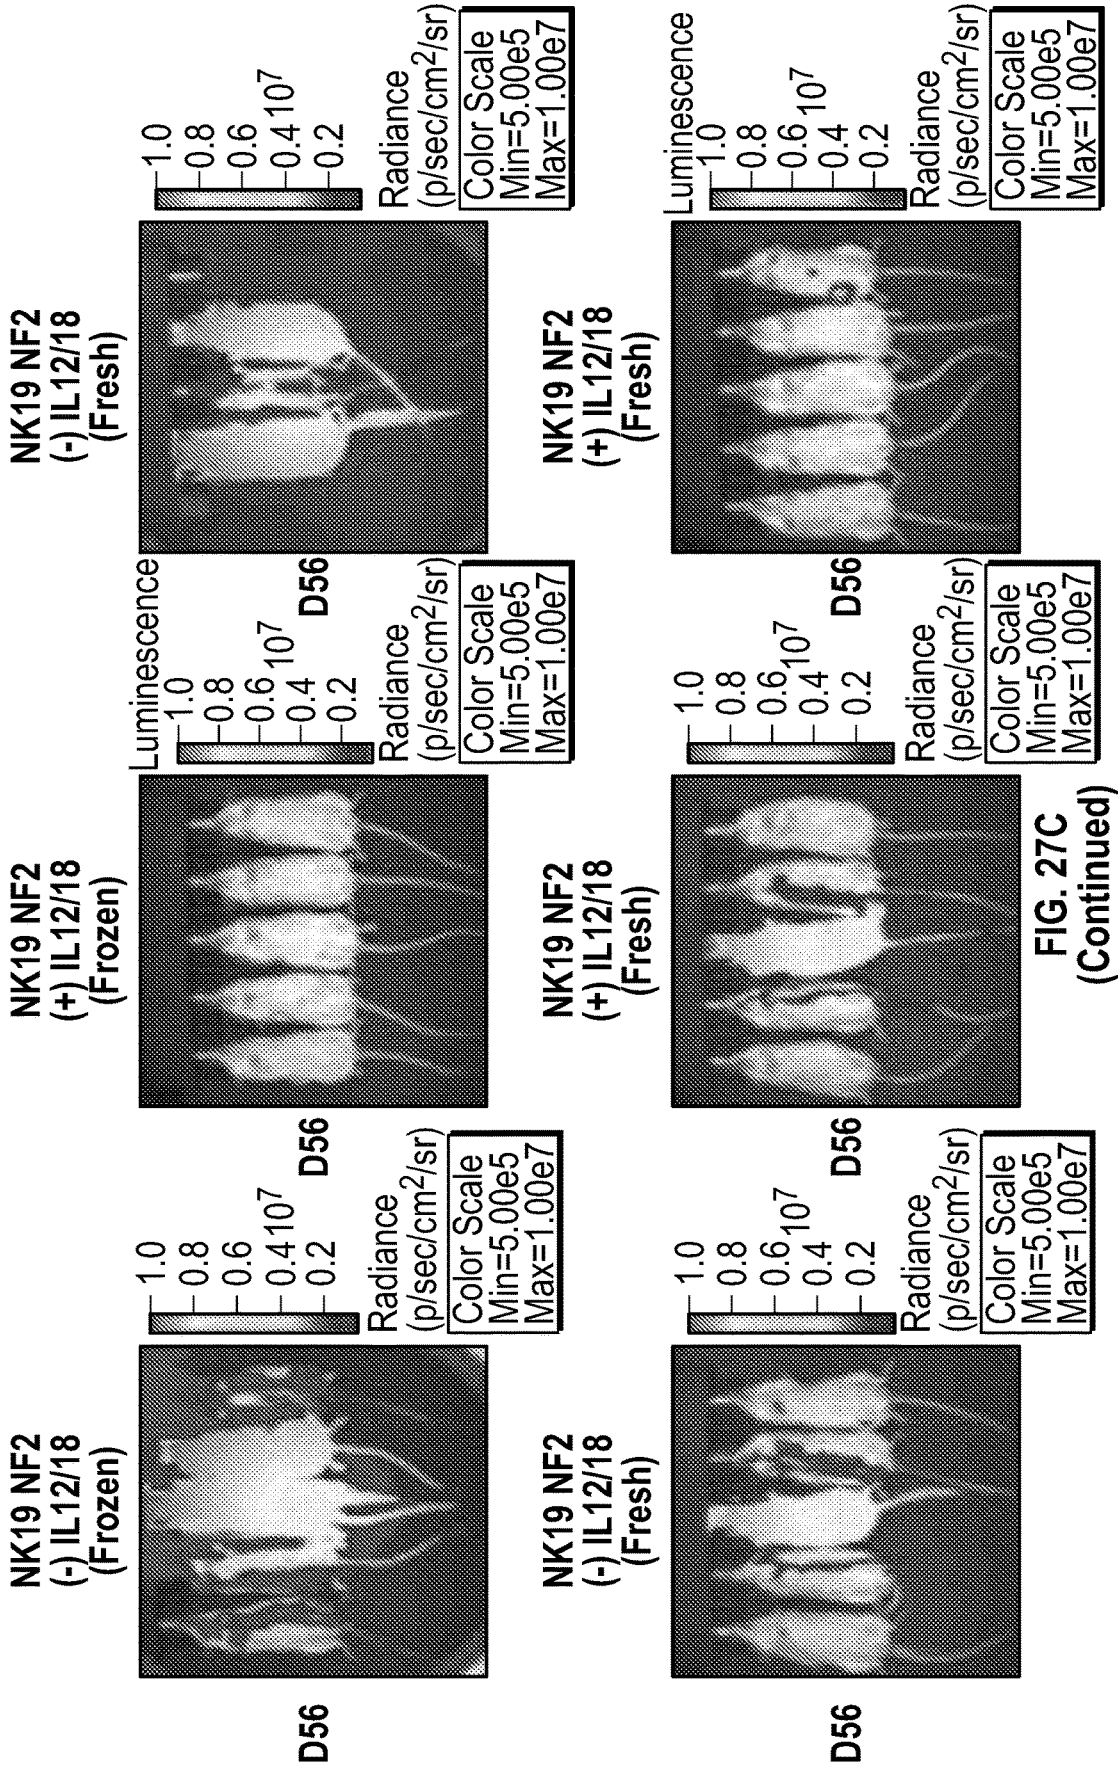 NK19 NF2
(-) IL12/18
(Frozen)
D56
1.0
0.8
0.6
0.4 10⁷
0.2
Radiance
(p/sec/cm²/sr)
Color Scale
Min=5.00e5
Max=1.00e7
NK19 NF2
(+) IL12/18
(Frozen)
D56
Luminescence
1.0
0.8
0.6 10⁷
0.4
0.2
Radiance
(p/sec/cm²/sr)
Color Scale
Min=5.00e5
Max=1.00e7
NK19 NF2
(-) IL12/18
(Fresh)
D56
1.0
0.8
0.6
0.4 10⁷
0.2
Radiance
(p/sec/cm²/sr)
Color Scale
Min=5.00e5
Max=1.00e7
NK19 NF2
(-) IL12/18
(Fresh)
D56
1.0
0.8
0.6 10⁷
0.4
0.2
Radiance
(p/sec/cm²/sr)
Color Scale
Min=5.00e5
Max=1.00e7
NK19 NF2
(+) IL12/18
(Fresh)
D56
1.0
0.8
0.6 10⁷
0.4
0.2
Radiance
(p/sec/cm²/sr)
Color Scale
Min=5.00e5
Max=1.00e7
NK19 NF2
(+) IL12/18
(Fresh)
D56
Luminescence
1.0
0.8
0.6 10⁷
0.4
0.2
Radiance
(p/sec/cm²/sr)
Color Scale
Min=5.00e5
Max=1.00e7
FIG. 27C
(Continued)